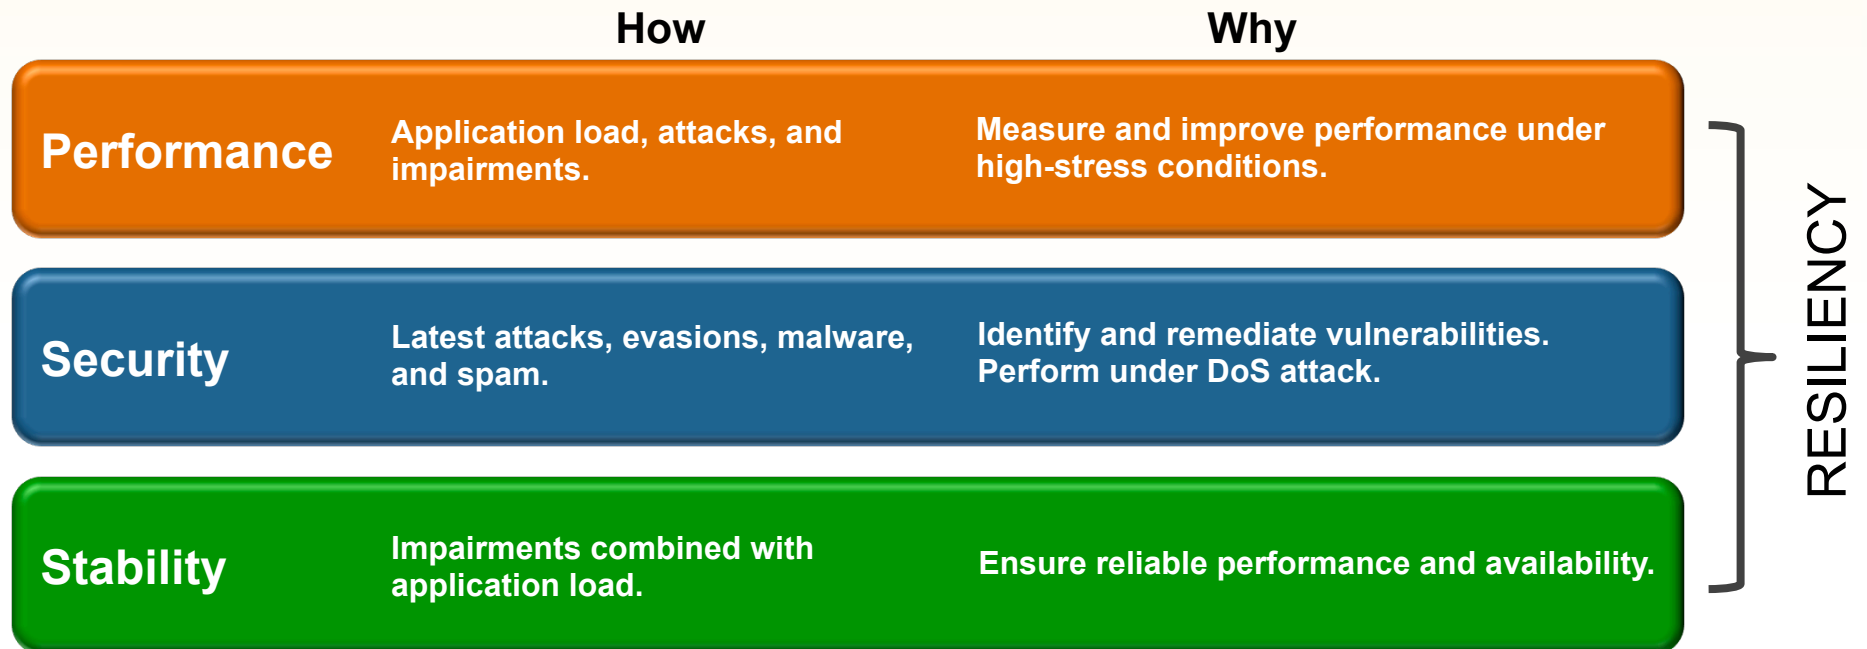 How
Why
Performance
Application load, attacks, and
impairments.
Measure and improve performance under
high-stress conditions.
Security
Latest attacks, evasions, malware,
and spam.
Identify and remediate vulnerabilities.
Perform under DoS attack.
Stability
Impairments combined with
application load.
Ensure reliable performance and availability.
RESILIENCY